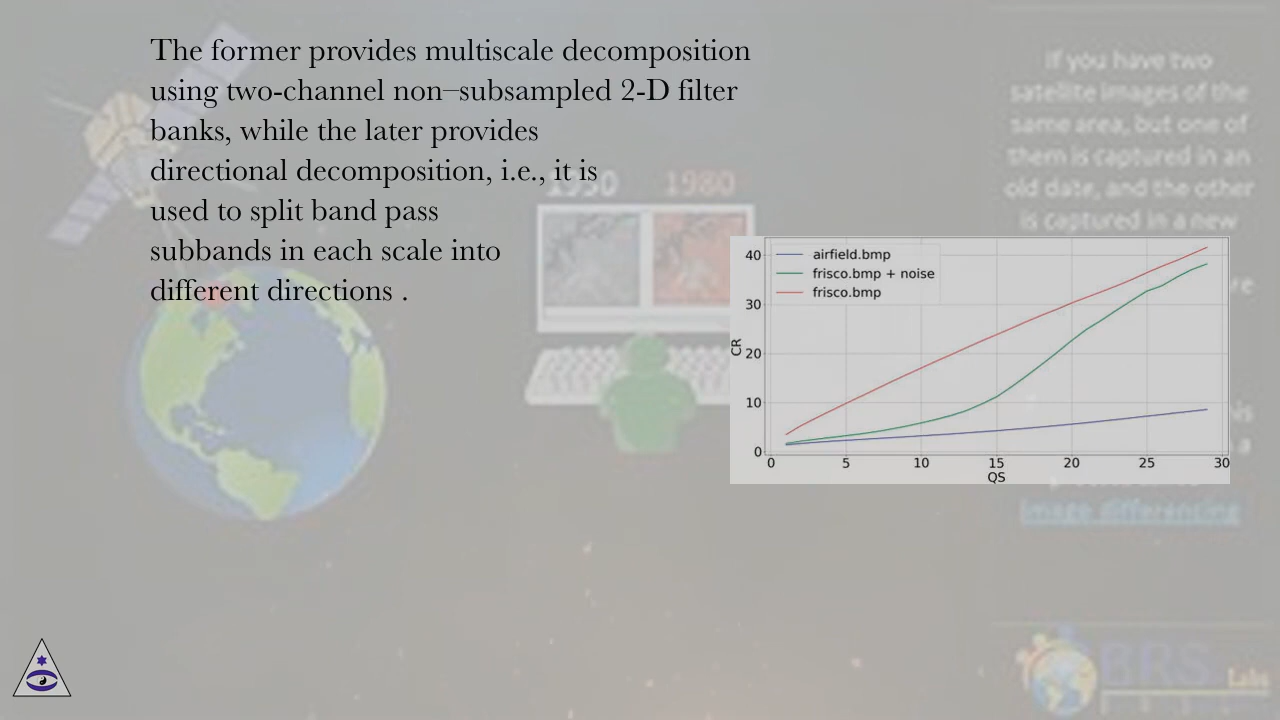 The former provides multiscale decomposition
using two-channel non–subsampled 2-D filter
banks, while the later provides
directional decomposition, i.e., it is
used to split band pass
subbands in each scale into
different directions .
1980
If you have two
satellite images of the
same area, but one of
them is captured in an
old date, and the other
is captured in a new
airfield.bmp
frisco.bmp + noise
frisco.bmp
CR
40
30
20
10
0
0 5 10 15 20 25 30
QS
image differencing
BRS
Labs